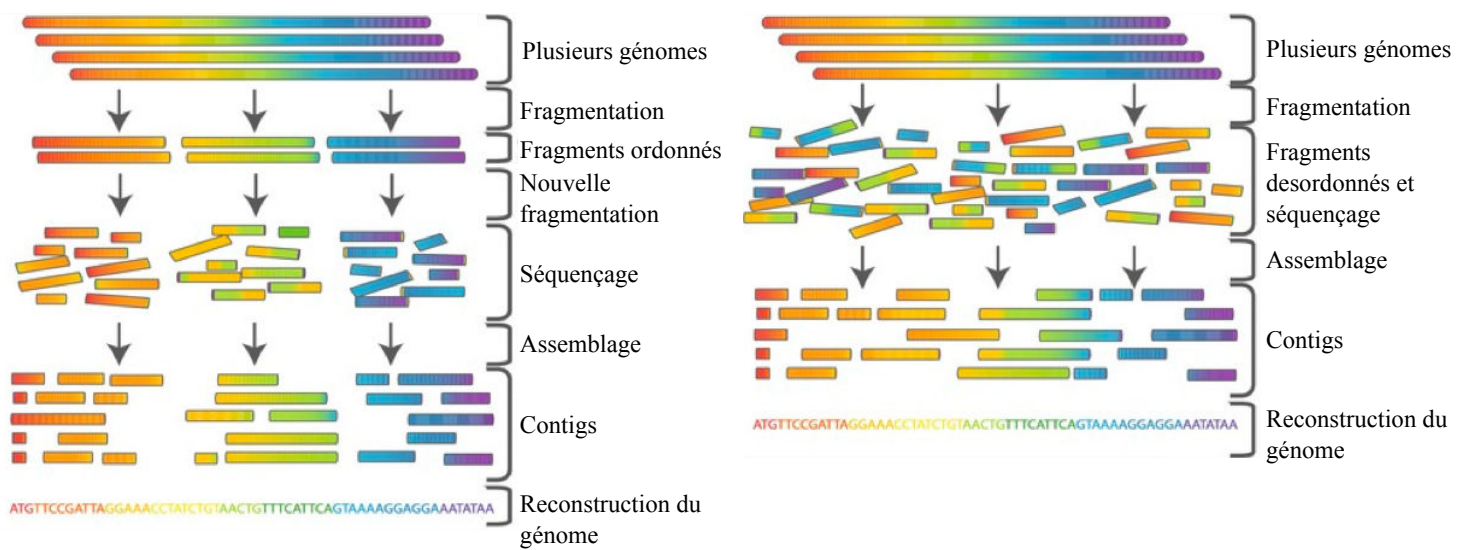 Plusieurs génomes
Fragmentation
Fragments ordonnés
Nouvelle
fragmentation
Séquençage
Assemblage
Contigs
ATGTTCCGATTAGGAAACCTATCTGTAACTGTTTCATTCAGTAAAAGGAGGAAATATAA
Reconstruction du
génome
Plusieurs génomes
Fragmentation
Fragments
desordonnés et
séquençage
Assemblage
Contigs
ATGTTCCGATTAGGAAACCTATCTGTAACTGTTTCATTCAGTAAAAGGAGGAAATATAA
Reconstruction du
génome